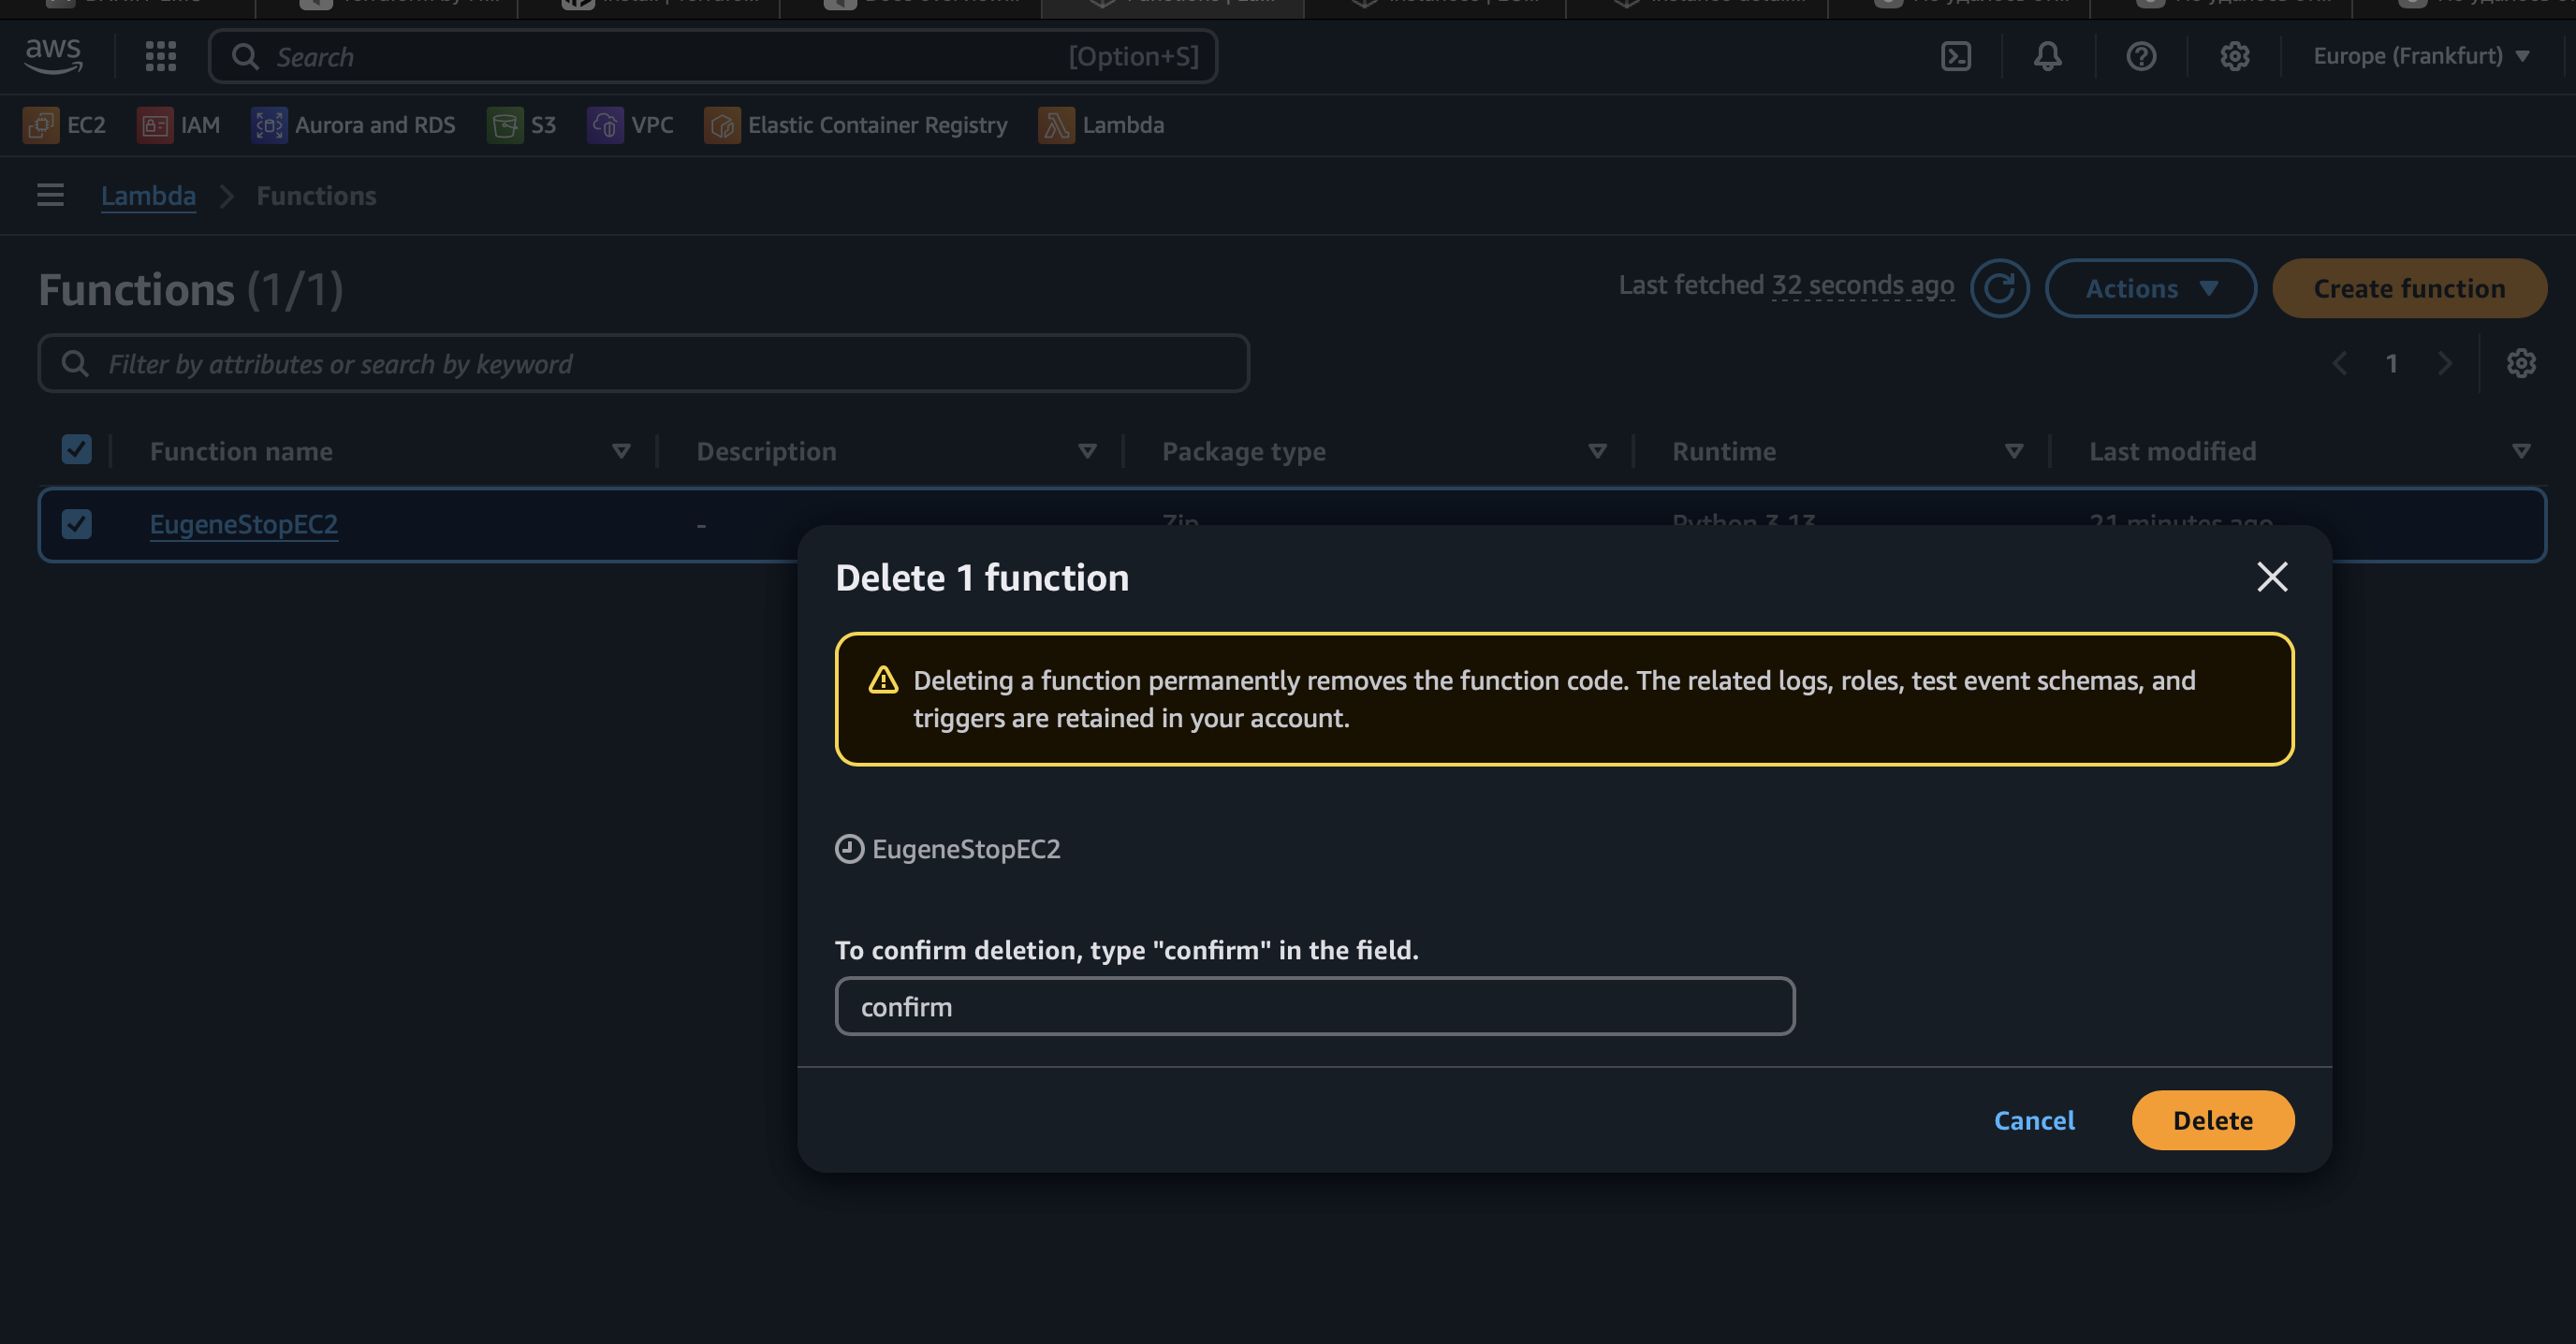 aws
Search
[Option+S]
Europe (Frankfurt)
EC2
IAM
Aurora and RDS
S3
VPC
Elastic Container Registry
Lambda
Lambda
Functions
Functions (1/1)
Last fetched 32 seconds ago
Actions
Create function
Filter by attributes or search by keyword
1
Function name
Description
Package type
Runtime
Last modified
EugeneStopEC2
-
Zip
Python 3.13
21 minutes ago
Delete 1 function
Deleting a function permanently removes the function code. The related logs, roles, test event schemas, and
triggers are retained in your account.
EugeneStopEC2
To confirm deletion, type "confirm" in the field.
confirm
Cancel
Delete